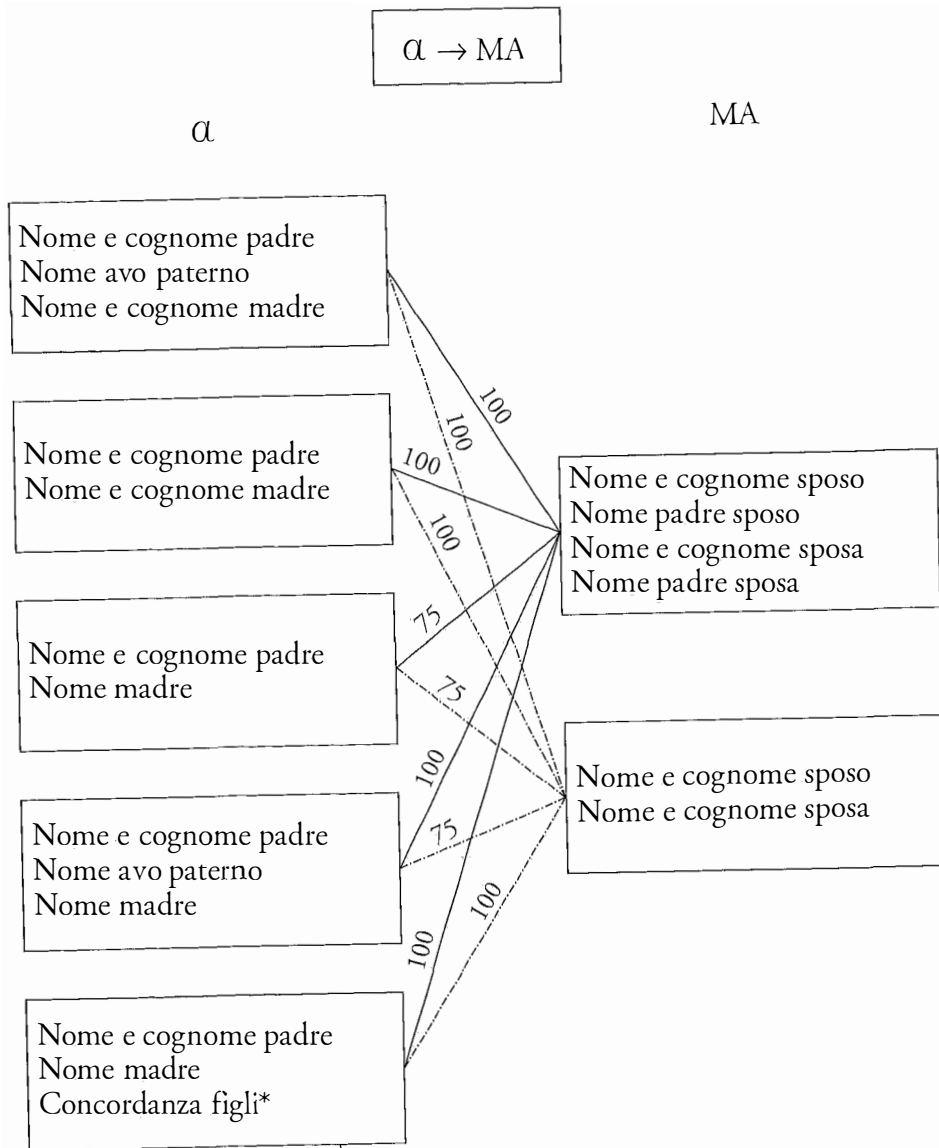 α → MA
α
MA
Nome e cognome padre
Nome avo paterno
Nome e cognome madre
Nome e cognome padre
Nome e cognome madre
Nome e cognome padre
Nome madre
Nome e cognome padre
Nome avo paterno
Nome madre
Nome e cognome padre
Nome madre
Concordanza figli*
100
100
100
100
75
75
100
75
100
100
Nome e cognome sposo
Nome padre sposo
Nome e cognome sposa
Nome padre sposa
Nome e cognome sposo
Nome e cognome sposa